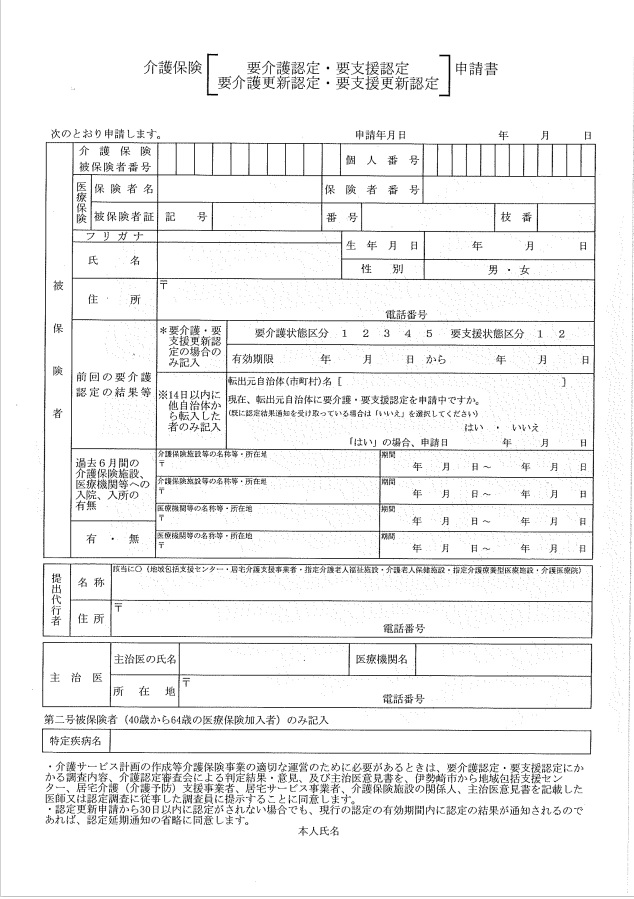 介護保険 要介護認定・要支援認定 申請書
要介護更新認定・要支援更新認定
次のとおり申請します。 申請年月日 年 月 日
被保険者
介護保険被保険者番号 個人番号
医療保険 保険者名 保険者番号
被保険者証 記号 番号 枝番
フリガナ
氏名 生年月日 年 月 日
性別 男・女
住所 〒
電話番号
前回の要介護認定の結果等
*要介護・要支援更新認定の場合のみ記入
要介護状態区分 1 2 3 4 5 要支援状態区分 1 2
有効期限 年 月 日 から 年 月 日
※14日以内に他自治体から転入した者のみ記入
転出元自治体(市町村)名 [ ]
現在、転出元自治体に要介護・要支援認定を申請中ですか。
(既に認定結果通知を受け取っている場合は「いいえ」を選択してください)
はい ・ いいえ
「はい」の場合、申請日 年 月 日
過去6月間の介護保険施設、医療機関等への入院、入所の有無
有・無
介護保険施設等の名称等・所在地 期間
〒 年 月 日~ 年 月 日
介護保険施設等の名称等・所在地 期間
〒 年 月 日~ 年 月 日
医療機関等の名称等・所在地 期間
〒 年 月 日~ 年 月 日
医療機関等の名称等・所在地 期間
〒 年 月 日~ 年 月 日
提出代行者
名称 該当に○(地域包括支援センター・居宅介護支援事業者・指定介護老人福祉施設・介護老人保健施設・指定介護療養型医療施設・介護医療院)
住所 〒
電話番号
主治医
主治医の氏名 医療機関名
所在地 〒
電話番号
第二号被保険者(40歳から64歳の医療保険加入者)のみ記入
特定疾病名
・介護サービス計画の作成等介護保険事業の適切な運営のために必要があるときは、要介護認定・要支援認定にか
かる調査内容、介護認定審査会による判定結果・意見、及び主治医意見書を、伊勢崎市から地域包括支援セン
ター、居宅介護(介護予防)支援事業者、居宅サービス事業者、介護保険施設の関係人、主治医意見書を記載した
医師又は認定調査に従事した調査員に提示することに同意します。
・認定更新申請から30日以内に認定がされない場合でも、現行の認定の有効期間内に認定の結果が通知されるので
あれば、認定延期通知の省略に同意します。
本人氏名